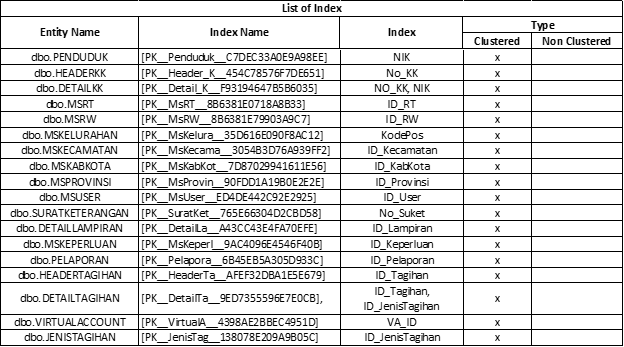 List of Index
Entity Name Index Name Index Type
Clustered Non Clustered
dbo.PENDUDUK [PK__Penduduk__C7DEC33A0E9A98EE] NIK x
dbo.HEADERKK [PK__Header_K__454C78576F7DE651] No_KK x
dbo.DETAILKK [PK__Detail_K__F93194647B5B6035] NO_KK, NIK x
dbo.MSRT [PK__MsRT__8B6381E0718A8B33] ID_RT x
dbo.MSRW [PK__MsRW__8B6381E79903A9C7] ID_RW x
dbo.MSKELURAHAN [PK__MsKelura__35D616E090F8AC12] KodePos x
dbo.MSKECAMATAN [PK__MsKecama__3054B3D76A939FF2] ID_Kecamatan x
dbo.MSKABKOTA [PK__MsKabKot__7D87029941611E56] ID_KabKota x
dbo.MSPROVINSI [PK__MsProvin__90FDD1A19B0E2E2E] ID_Provinsi x
dbo.MSUSER [PK__MsUser__ED4DE442C92E2925] ID_User x
dbo.SURATKETERANGAN [PK__SuratKet__765E66304D2CBD58] No_Suket x
dbo.DETAILLAMPIRAN [PK__DetailLa__A43CC43E4FA70EFE] ID_Lampiran x
dbo.MSKEPERLUAN [PK__MsKeperl__9AC4096E4546F40B] ID_Keperluan x
dbo.PELAPORAN [PK__Pelapora__6B45EB5A305D933C] ID_Pelaporan x
dbo.HEADERTAGIHAN [PK__HeaderTa__AFEF32DBA1E5E679] ID_Tagihan x
dbo.DETAILTAGIHAN [PK__DetailTa__9ED7355596E7E0CB], ID_Tagihan, x
ID_JenisTagihan
dbo.VIRTUALACCOUNT [PK__VirtualA__4398AE2BBEC4951D] VA_ID x
dbo.JENISTAGIHAN [PK__JenisTag__138078E209A9B05C] ID_JenisTagihan x